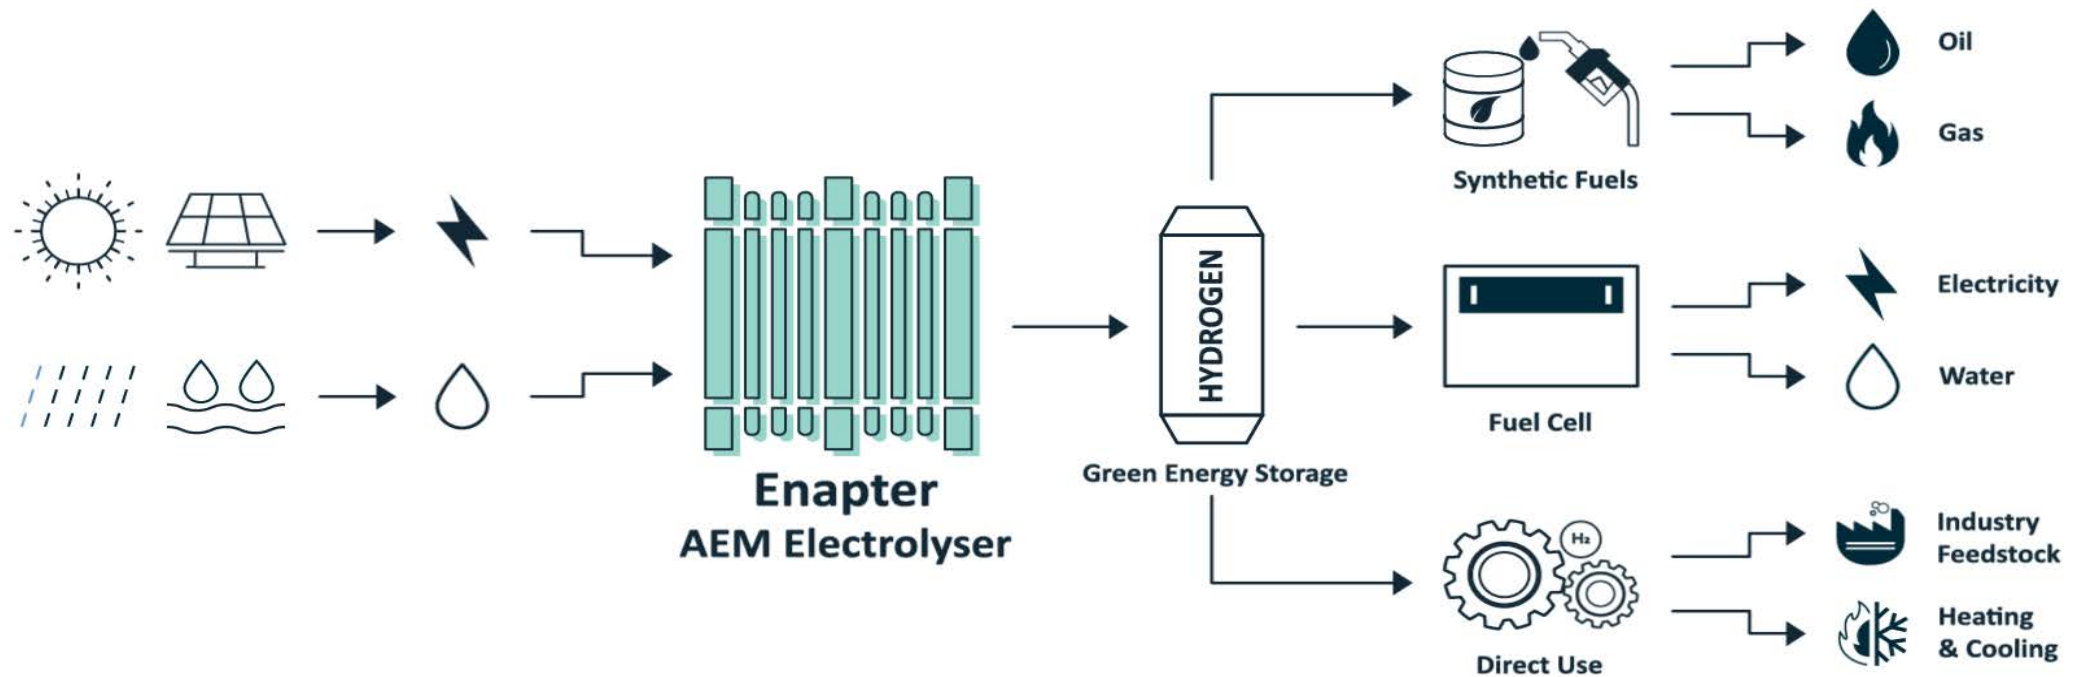 Enapter
AEM Electrolyser
HYDROGEN
Green Energy Storage
Synthetic Fuels
Oil
Gas
Fuel Cell
Electricity
Water
H₂
Direct Use
Industry
Feedstock
Heating
& Cooling